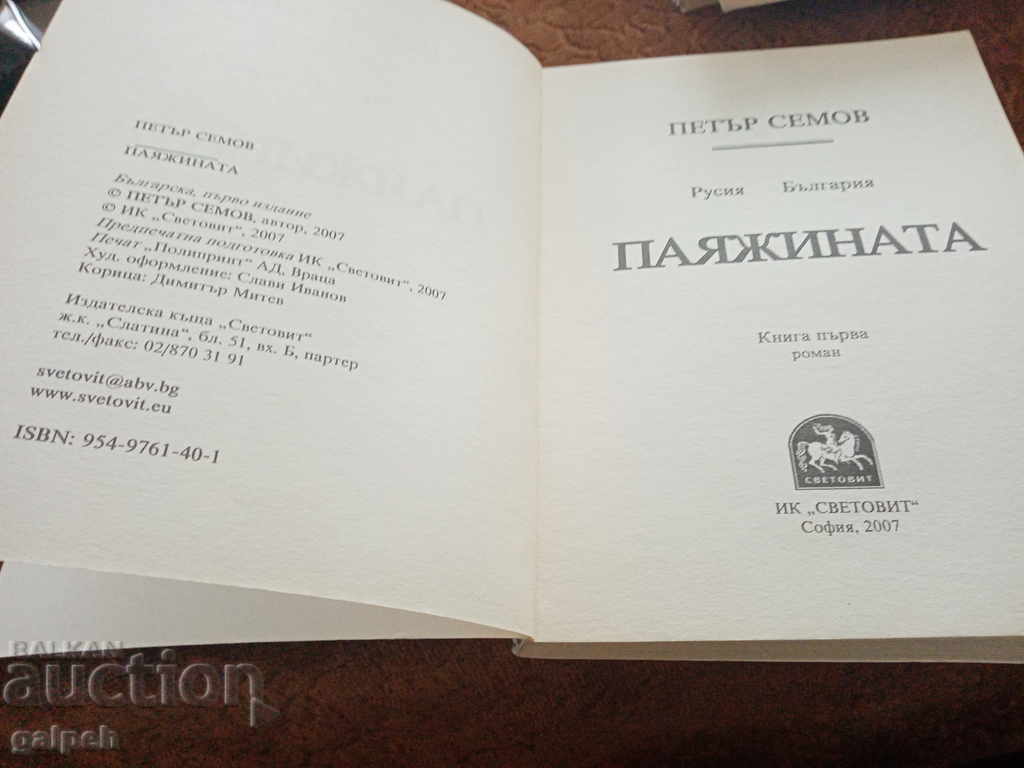 ПЕТЪР СЕМОВ
ПАЯЖИНАТА
Българска, първо издание
© ПЕТЪР СЕМОВ, автор, 2007
© ИК „Световит", 2007
Предпечатна подготовка ИК „Световит", 2007
Печат „Полипринт" АД, Враца
Худ. оформление: Слави Иванов
Корица: Димитър Митев
Издателска къща „Световит"
ж.к. „Слатина", бл. 51, вх. Б, партер
тел./факс: 02/870 31 91
svetovit@abv.bg
www.svetovit.eu
ISBN: 954-9761-40-1
ПЕТЪР СЕМОВ
Русия България
ПАЯЖИНАТА
Книга първа
роман
СВЕТОВИТ
ИК „СВЕТОВИТ"
София, 2007
BALKAN
auction
galpeh